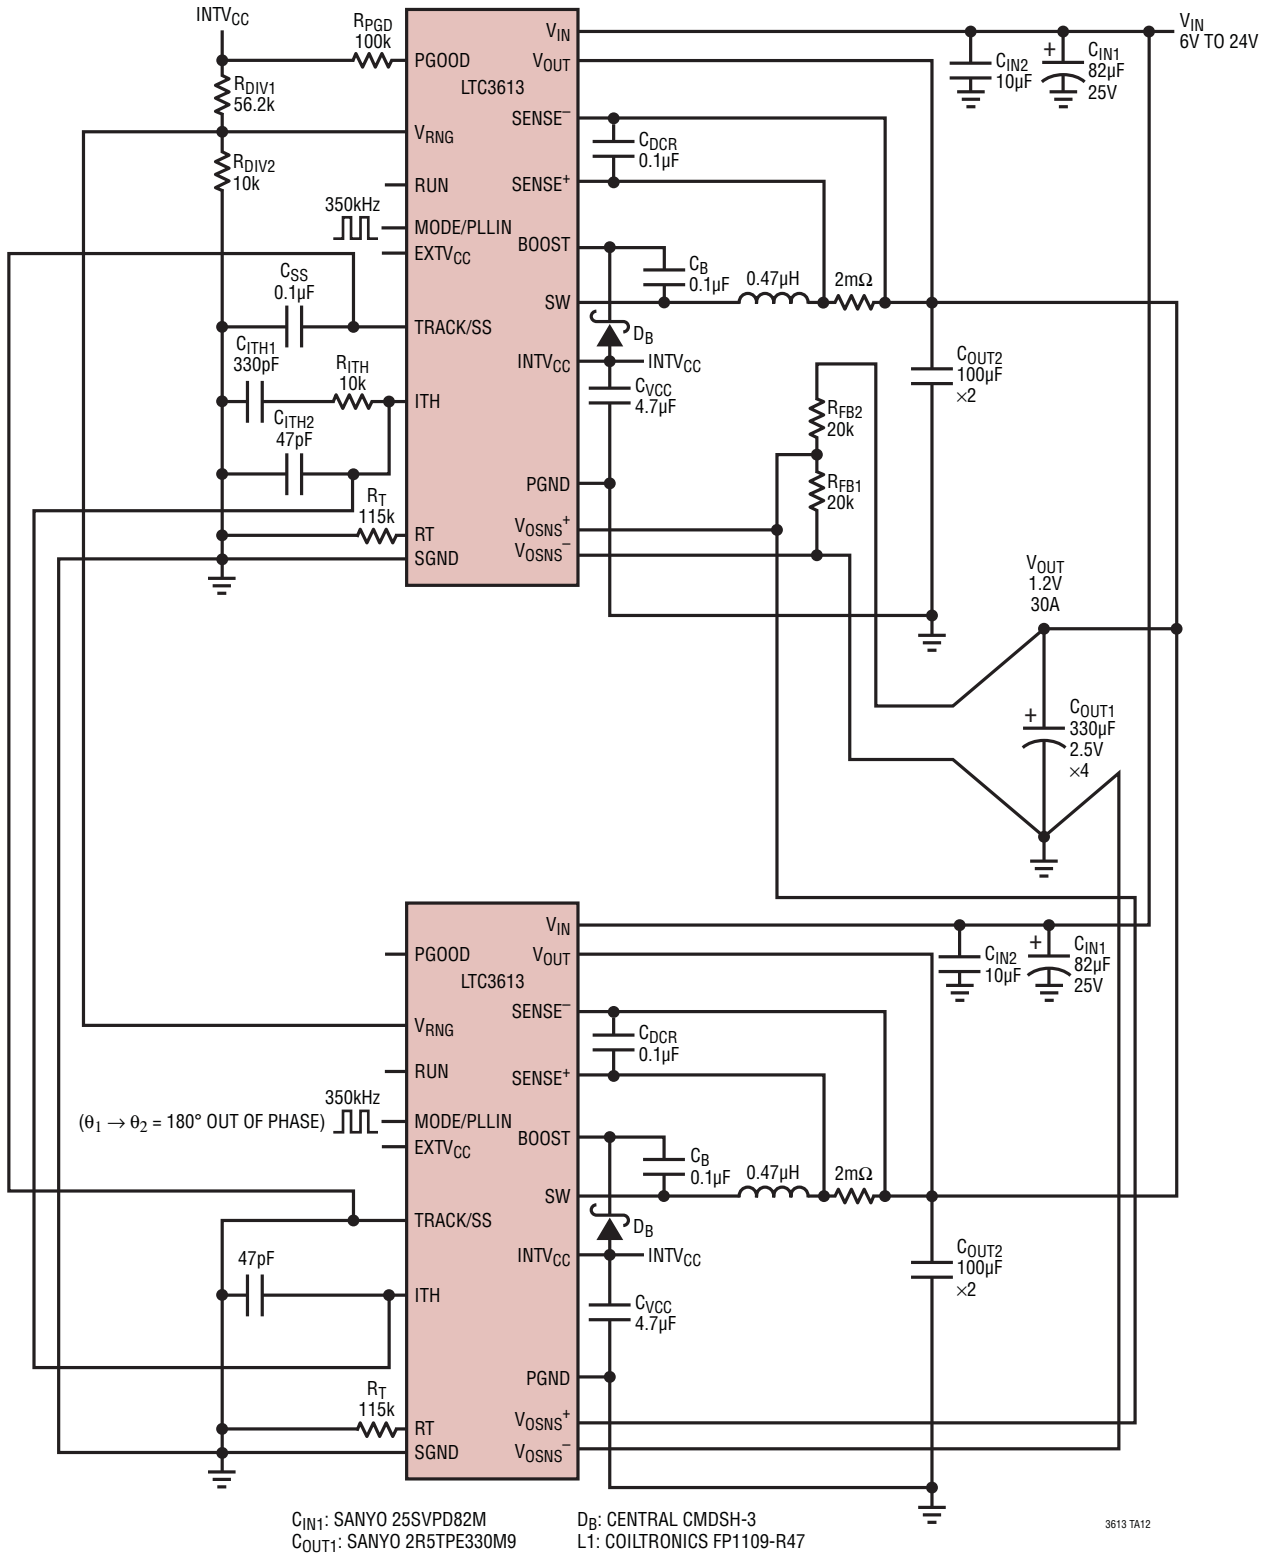 INTVCC
RPGD
100k
PGOOD
RDIV1
56.2k
VRNG
RDIV2
10k
RUN
350kHz
MODE/PLLIN
EXTVCC
CSS
0.1µF
TRACK/SS
CITH1
330pF
RITH
10k
ITH
CITH2
47pF
RT
115k
RT
SGND
LTC3613
VIN
VOUT
SENSE–
SENSE+
BOOST
SW
INTVCC
PGND
VOSNS+
VOSNS–
VIN
6V TO 24V
CIN2
10µF
+
CIN1
82µF
25V
CDCR
0.1µF
CB
0.1µF
0.47µH
2mΩ
DB
INTVCC
CVCC
4.7µF
COUT2
100µF
×2
RFB2
20k
RFB1
20k
VOUT
1.2V
30A
+
COUT1
330µF
2.5V
×4
PGOOD
LTC3613
VRNG
RUN
350kHz
(θ1 → θ2 = 180° OUT OF PHASE)
MODE/PLLIN
EXTVCC
TRACK/SS
47pF
ITH
RT
115k
RT
SGND
VIN
VOUT
SENSE–
SENSE+
BOOST
SW
INTVCC
PGND
VOSNS+
VOSNS–
CIN2
10µF
+
CIN1
82µF
25V
CDCR
0.1µF
CB
0.1µF
0.47µH
2mΩ
DB
INTVCC
CVCC
4.7µF
COUT2
100µF
×2
CIN1: SANYO 25SVPD82M
COUT1: SANYO 2R5TPE330M9
DB: CENTRAL CMDSH-3
L1: COILTRONICS FP1109-R47
3613 TA12